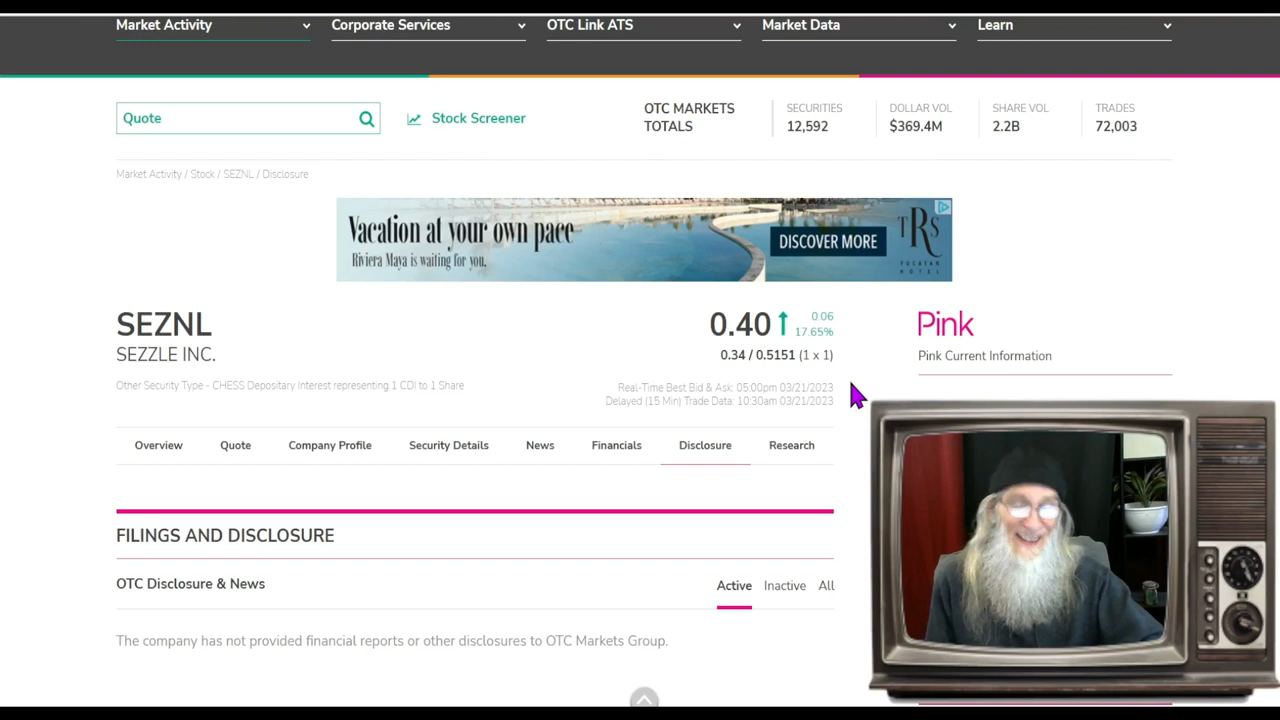 Market Activity
Corporate Services
OTC Link ATS
Market Data
Learn
Quote
Stock Screener
OTC MARKETS
TOTALS
SECURITIES
12,592
DOLLAR VOL
$369.4M
SHARE VOL
2.2B
TRADES
72,003
Market Activity / Stock / SEZNL / Disclosure
Vacation at your own pace
Riviera Maya is waiting for you.
DISCOVER MORE
TRS
YUCATAN
HOTEL
SEZNL
0.40
0.06
17.65%
Pink
SEZZLE INC.
0.34 / 0.5151 (1 x 1)
Pink Current Information
Other Security Type - CHESS Depositary Interest representing 1 CDI to 1 Share
Real-Time Best Bid & Ask: 05:00pm 03/21/2023
Delayed (15 Min) Trade Data: 10:30am 03/21/2023
Overview
Quote
Company Profile
Security Details
News
Financials
Disclosure
Research
FILINGS AND DISCLOSURE
OTC Disclosure & News
Active
Inactive
All
The company has not provided financial reports or other disclosures to OTC Markets Group.